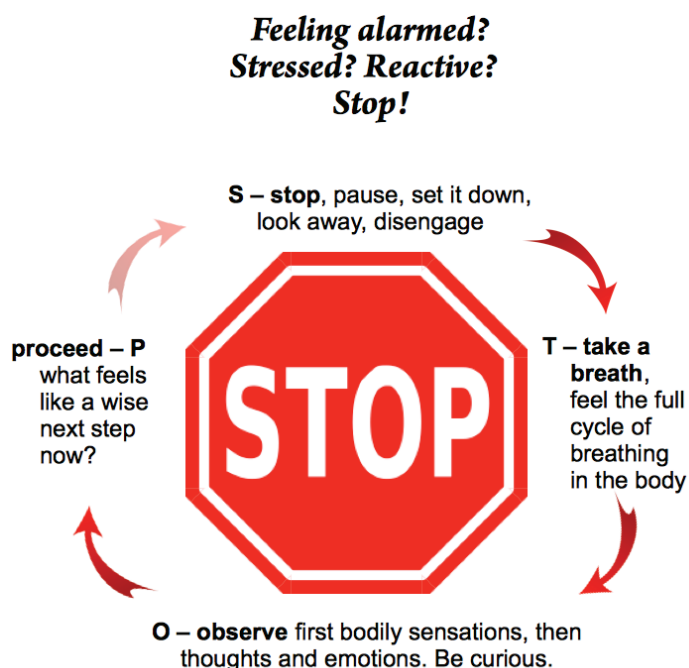 Feeling alarmed?
Stressed? Reactive?
Stop!
S – stop, pause, set it down,
look away, disengage
T – take a
breath,
feel the full
cycle of
breathing
in the body
O – observe first bodily sensations, then
thoughts and emotions. Be curious.
proceed – P
what feels
like a wise
next step
now?
STOP